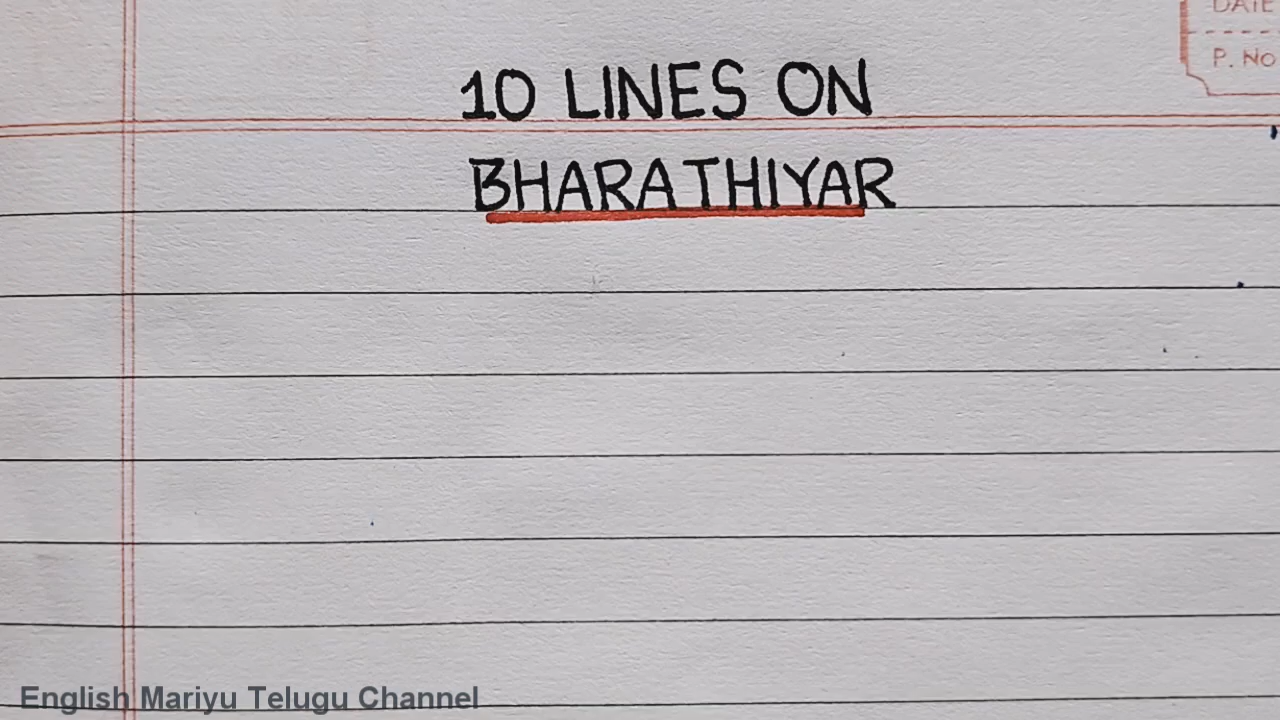 DATE
P. NO
10 LINES ON
BHARATHIYAR
English Mariyu Telugu Channel